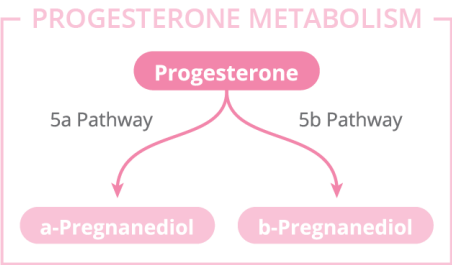 PROGESTERONE METABOLISM
Progesterone
5a Pathway
5b Pathway
a-Pregnanediol
b-Pregnanediol